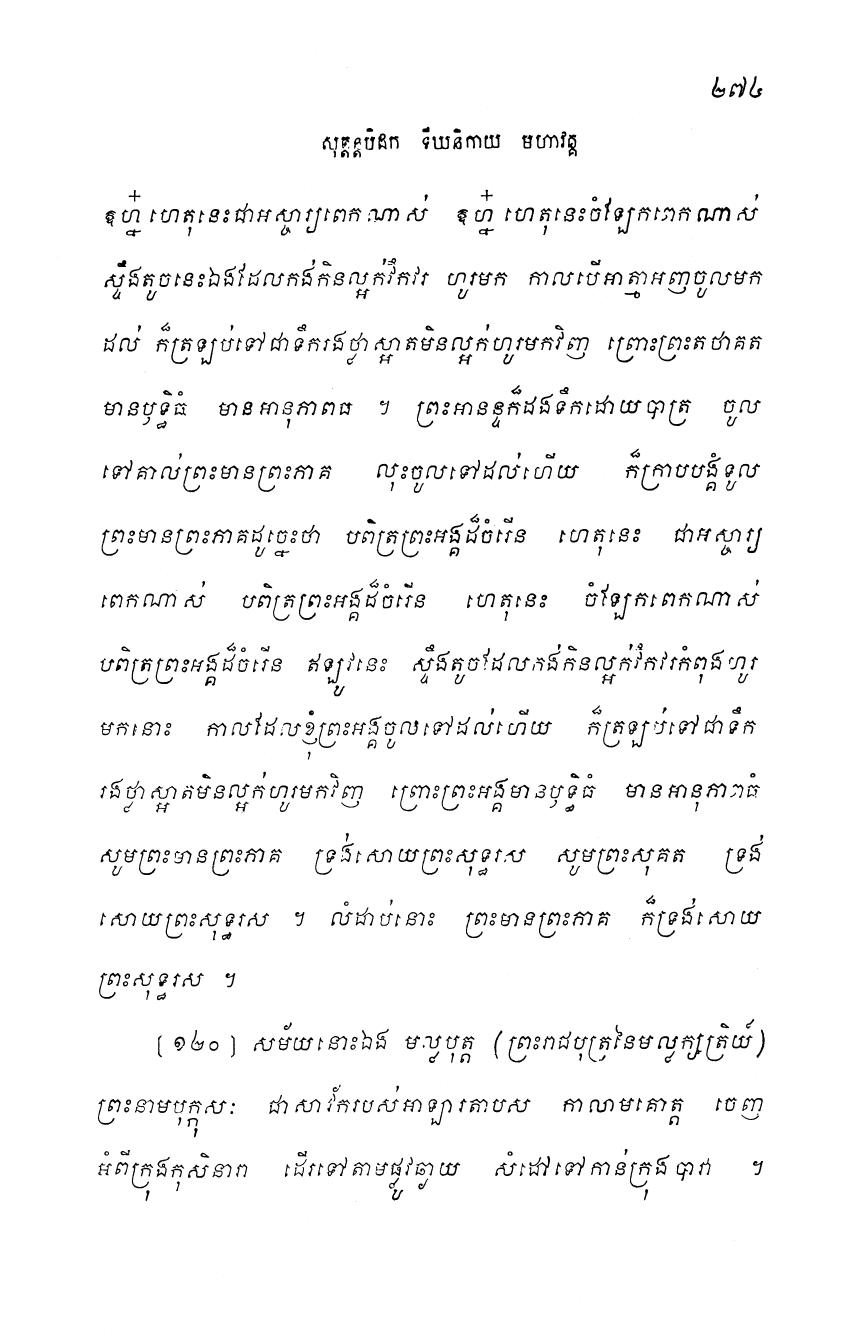 ២៧៤
សុត្តន្តបិដក ទីឃនិកាយ មហាវគ្គ
ឱហ្ន៎ ហេតុនេះជាអស្ចារ្យពេកណាស់ ឱហ្ន៎ ហេតុនេះចំឡែកពេកណាស់
ស្ទឹងតូចនេះឯងដែលកង់កិនល្អក់វឹកវរ ហូរមក កាលបើអាត្មាអញចូលមក
ដល់ ក៏ត្រឡប់ទៅជាទឹករងថ្លាស្អាតមិនល្អក់ហូរមកវិញ ព្រោះព្រះតថាគត
មានឫទ្ធិធំ មានអានុភាពធំ ។ ព្រះអានន្ទក៏ដងទឹកដោយបាត្រ ចូល
ទៅគាល់ព្រះមានព្រះភាគ លុះចូលទៅដល់ហើយ ក៏ក្រាបបង្គំទូល
ព្រះមានព្រះភាគដូច្នេះថា បពិត្រព្រះអង្គដ៏ចំរើន ហេតុនេះ ជាអស្ចារ្យ
ពេកណាស់ បពិត្រព្រះអង្គដ៏ចំរើន ហេតុនេះ ចំឡែកពេកណាស់
បពិត្រព្រះអង្គដ៏ចំរើន ឥឡូវនេះ ស្ទឹងតូចដែលកង់កិនល្អក់វឹកវរកំពុងហូរ
មកនោះ កាលដែលខ្ញុំព្រះអង្គចូលទៅដល់ហើយ ក៏ត្រឡប់ទៅជាទឹក
រងថ្លាស្អាតមិនល្អក់ហូរមកវិញ ព្រោះព្រះអង្គមានឫទ្ធិធំ មានអានុភាពធំ
សូមព្រះមានព្រះភាគ ទ្រង់សោយព្រះសុទ្ធរស សូមព្រះសុគត ទ្រង់
សោយព្រះសុទ្ធរស ។ លំដាប់នោះ ព្រះមានព្រះភាគ ក៏ទ្រង់សោយ
ព្រះសុទ្ធរស ។
[១២០] សម័យនោះឯង មល្លបុត្ត (ព្រះរាជបុត្រនៃមល្លក្សត្រិយ៍)
ព្រះនាមបុក្កុសៈ ជាសាវ័ករបស់អាឡារតាបស កាលាមគោត្ត ចេញ
អំពីក្រុងកុសិនារា ដើរទៅតាមផ្លូវឆ្ងាយ សំដៅទៅកាន់ក្រុងបាវា ។